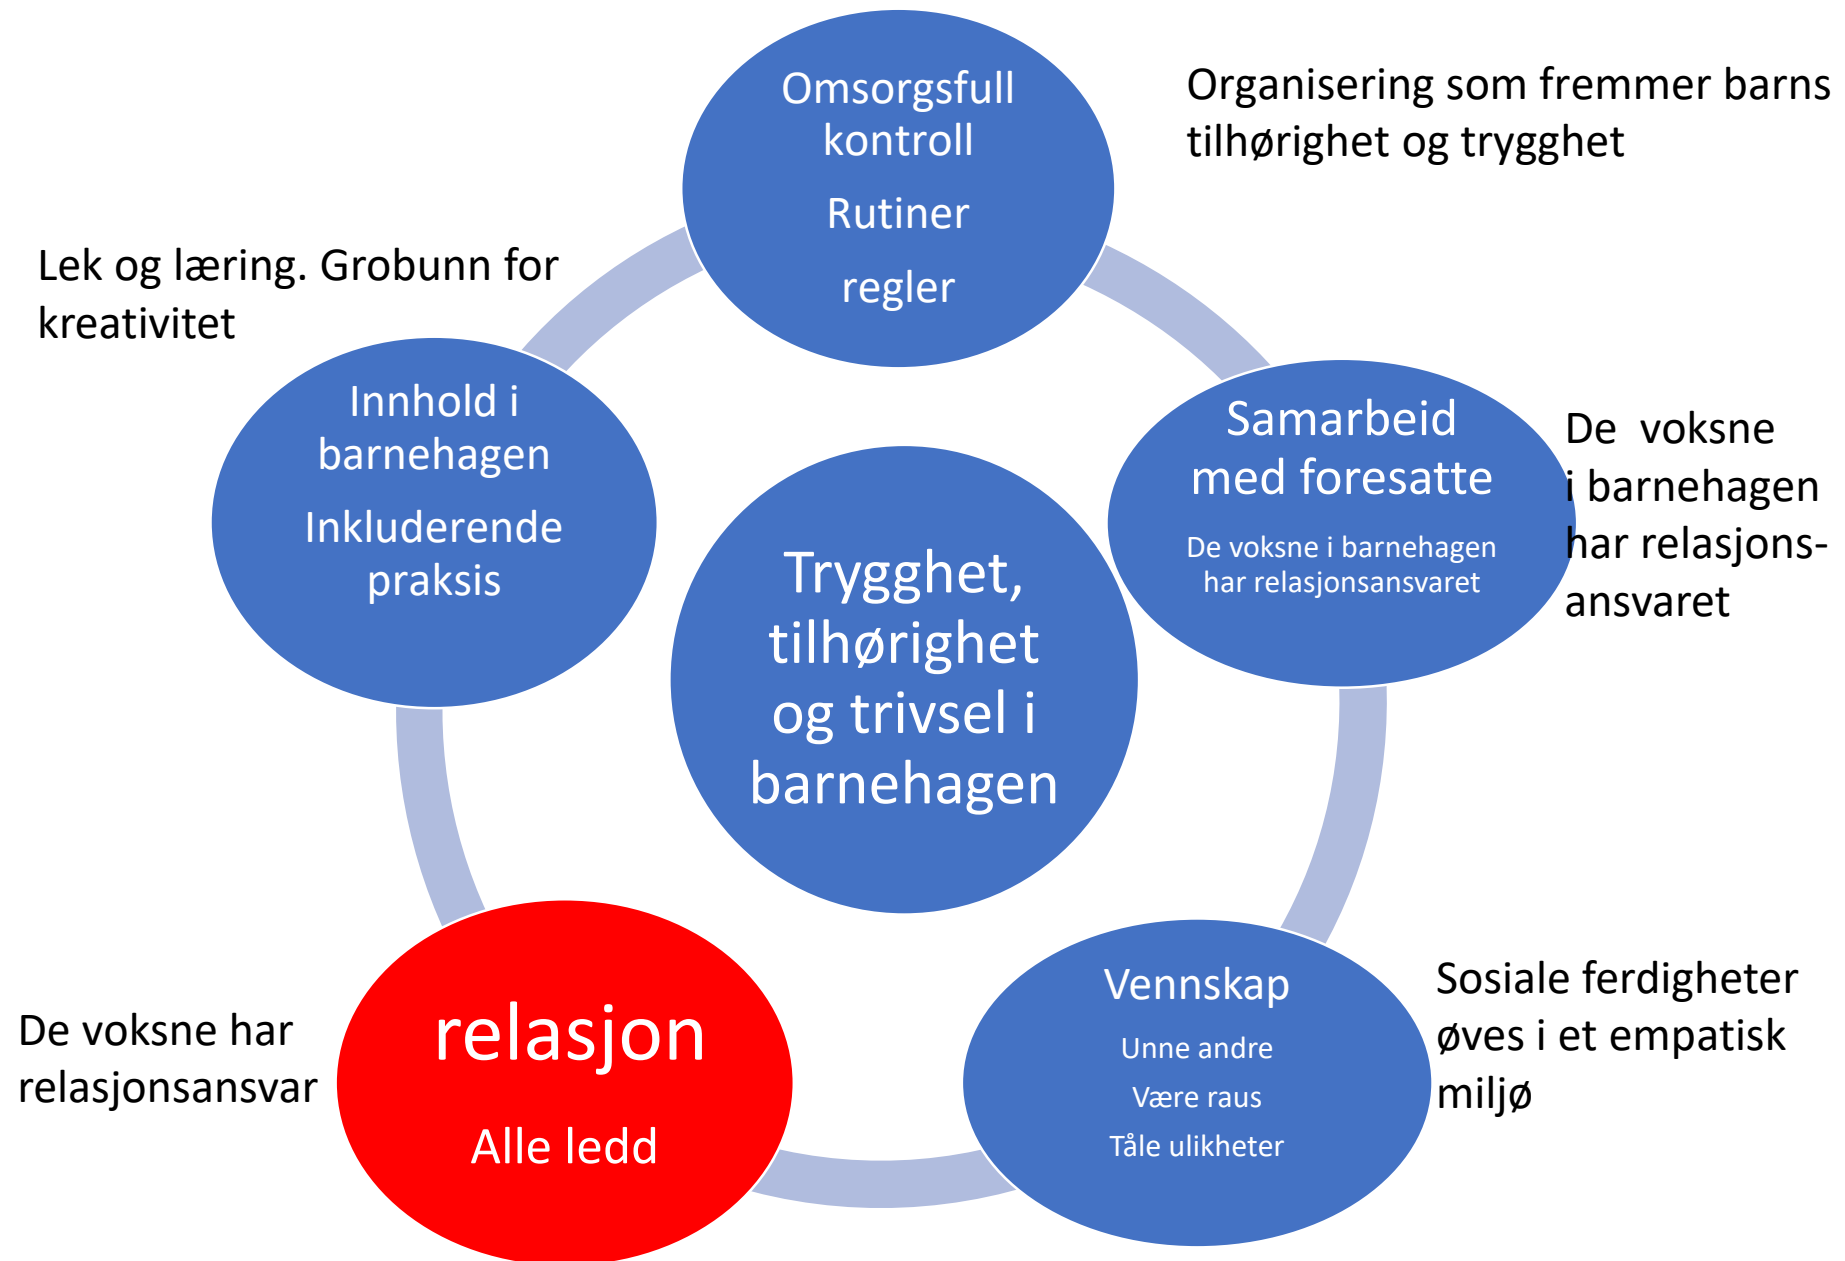 Omsorgsfull
kontroll
Rutiner
regler
Organisering som fremmer barns
tilhørighet og trygghet
Lek og læring. Grobunn for
kreativitet
Innhold i
barnehagen
Inkluderende
praksis
Samarbeid
med foresatte
De voksne i barnehagen
har relasjonsansvaret
De  voksne
i barnehagen
har relasjons-
ansvaret
Trygghet,
tilhørighet
og trivsel i
barnehagen
De voksne har
relasjonsansvar
relasjon
Alle ledd
Vennskap
Unne andre
Være raus
Tåle ulikheter
Sosiale ferdigheter
øves i et empatisk
miljø